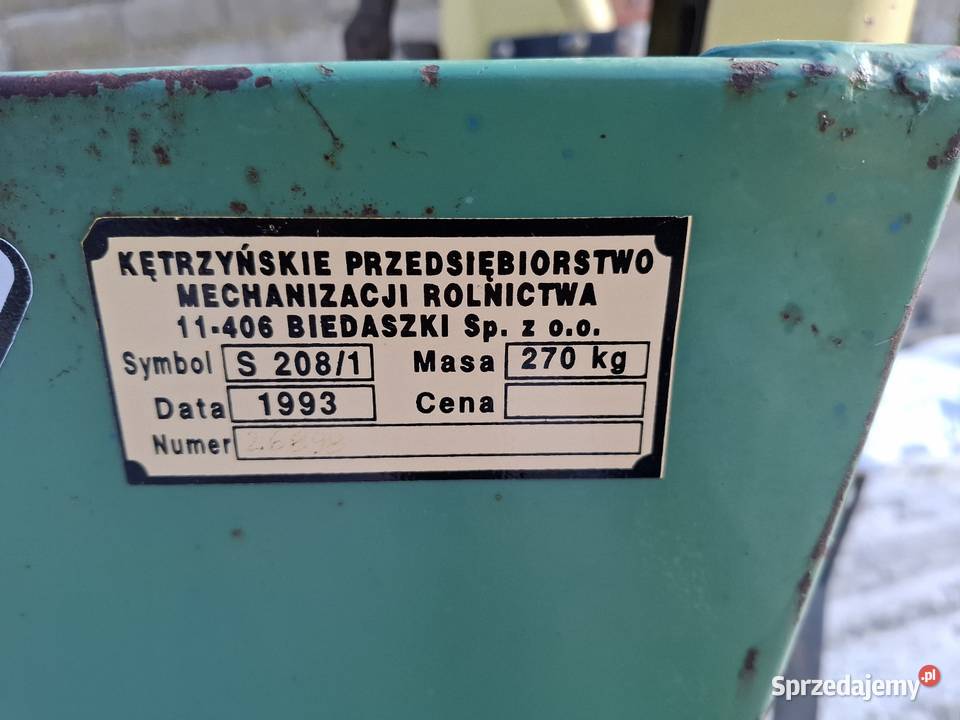 KĘTRZYŃSKIE PRZEDSIĘBIORSTWO
MECHANIZACJI ROLNICTWA
11-406 BIEDASZKI Sp. z o.o.
Symbol S 208/1 Masa 270 kg
Data 1993 Cena
Numer
Sprzedajemy.pl